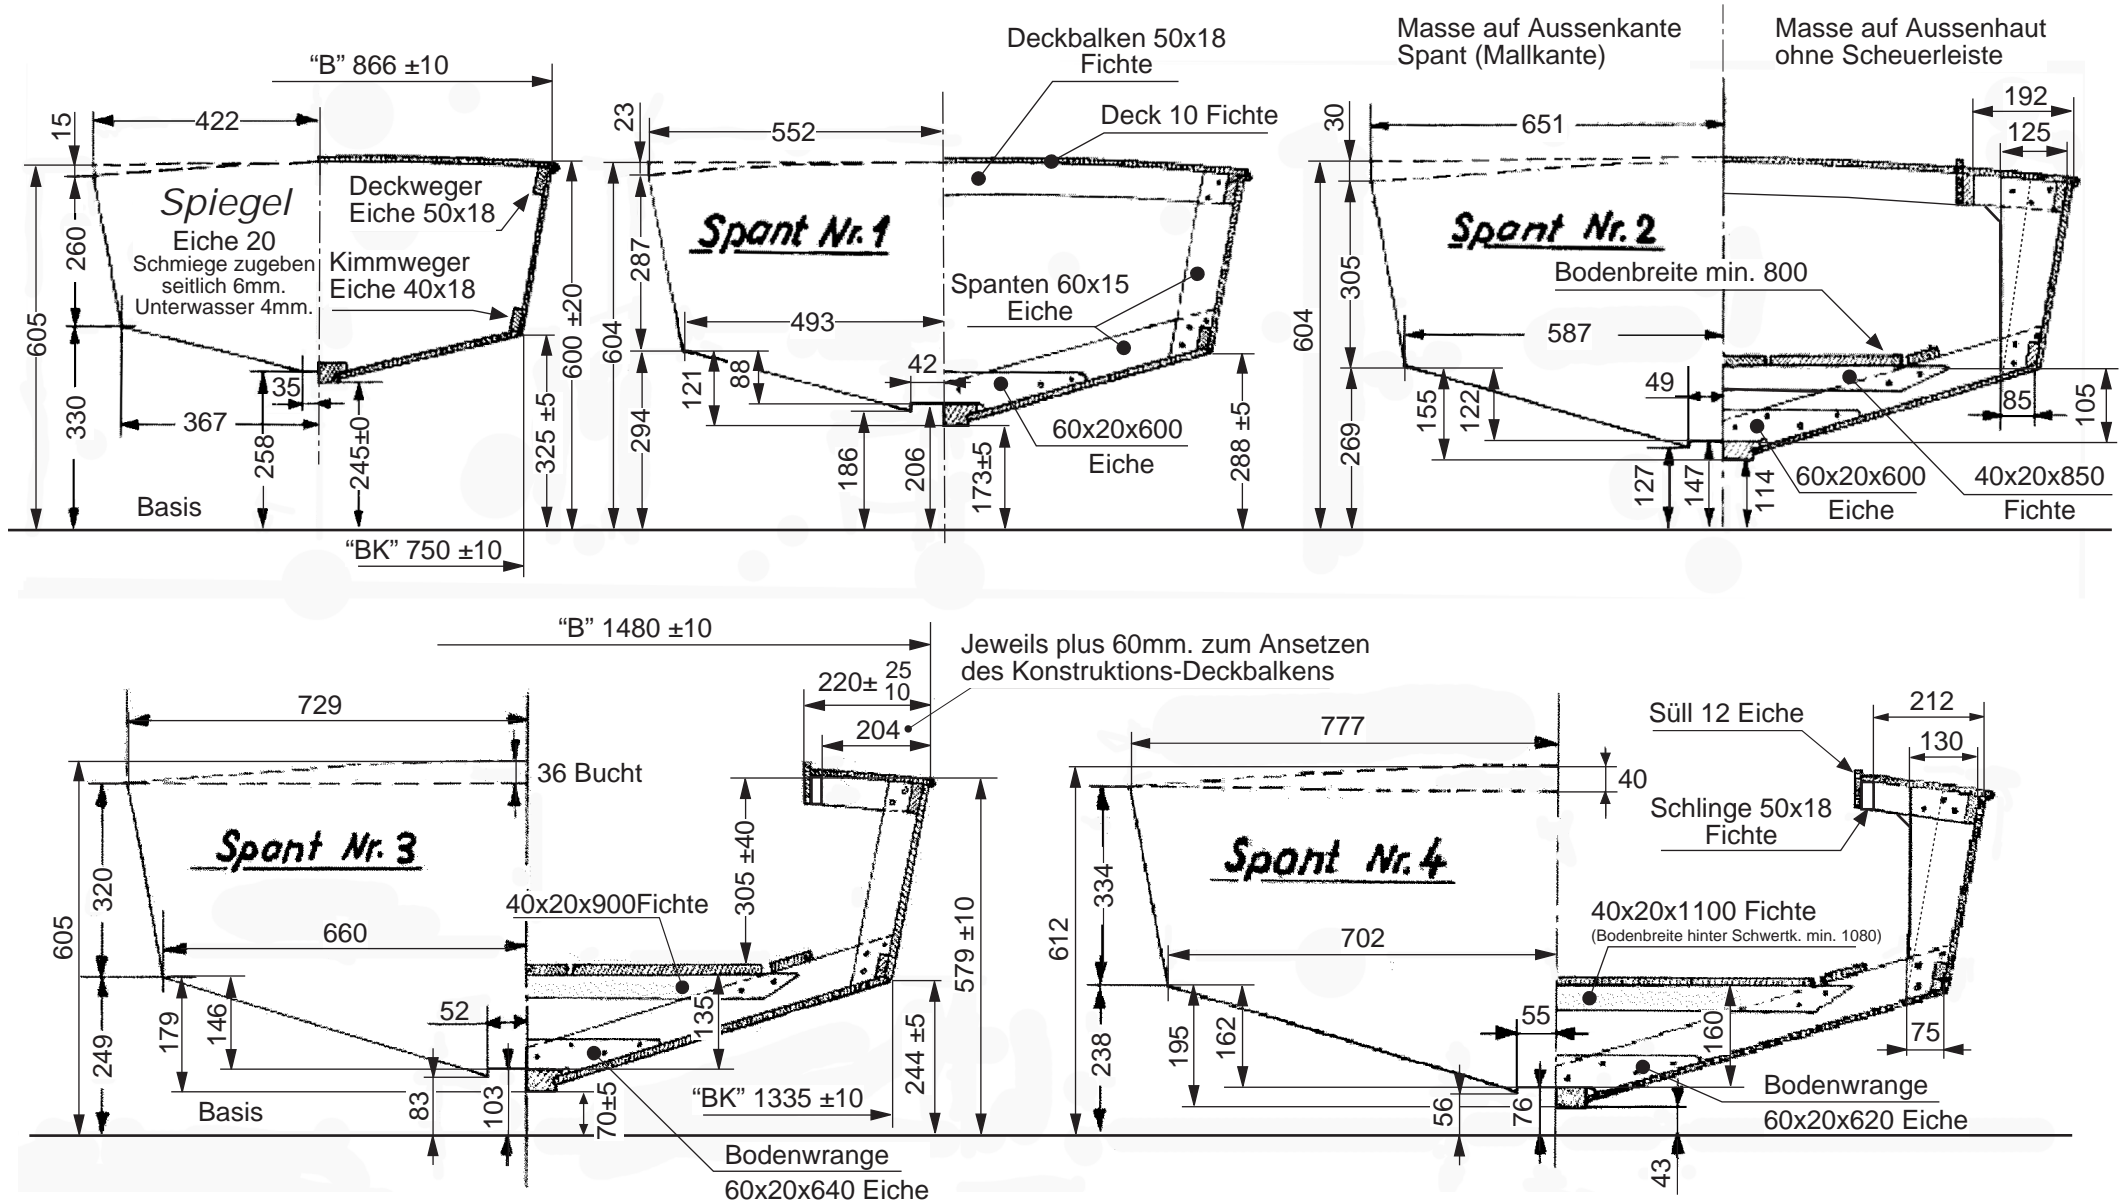 "B" 866 ±10
15
422
605
260
330
Spiegel
Eiche 20
Schmiege zugeben
seitlich 6mm.
Unterwasser 4mm.
Deckweger
Eiche 50x18
Kimmweger
Eiche 40x18
35
367
258
245±0
325 ±5
600 ±20
Basis
"BK" 750 ±10
Deckbalken 50x18
Fichte
Deck 10 Fichte
23
552
604
287
294
Spant Nr. 1
Spanten 60x15
Eiche
493
121
88
42
186
206
173±5
288 ±5
60x20x600
Eiche
Masse auf Aussenkante
Spant (Mallkante)
Masse auf Aussenhaut
ohne Scheuerleiste
30
651
192
125
604
305
269
Spant Nr. 2
Bodenbreite min. 800
587
49
155
122
127
147
114
85
105
60x20x600
Eiche
40x20x850
Fichte
"B" 1480 ±10
Jeweils plus 60mm. zum Ansetzen
des Konstruktions-Deckbalkens
220± 25
10
204
729
36 Bucht
605
320
249
Spant Nr. 3
305 ±40
40x20x900Fichte
660
579 ±10
146
179
52
135
83
103
70±5
244 ±5
"BK" 1335 ±10
Basis
Bodenwrange
60x20x640 Eiche
777
40
612
334
238
Spant Nr. 4
Süll 12 Eiche
212
130
Schlinge 50x18
Fichte
40x20x1100 Fichte
(Bodenbreite hinter Schwertk. min. 1080)
702
195
162
55
160
75
56
76
43
Bodenwrange
60x20x620 Eiche